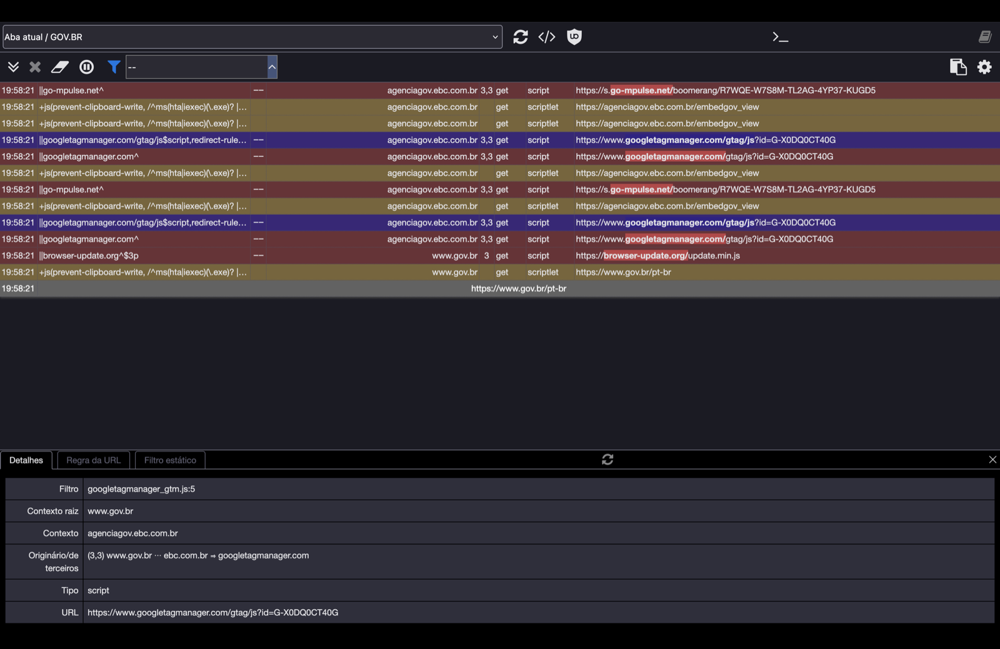 Aba atual / GOV.BR
--
19:58:21 ||go-mpulse.net^ -- agenciagov.ebc.com.br 3,3 get script https://s.go-mpulse.net/boomerang/R7WQE-W7S8M-TL2AG-4YP37-KUGD5
19:58:21 +js(prevent-clipboard-write, /^ms(hta|iexec)(\.exe)? |... agenciagov.ebc.com.br get scriptlet https://agenciagov.ebc.com.br/embedgov_view
19:58:21 +js(prevent-clipboard-write, /^ms(hta|iexec)(\.exe)? |... agenciagov.ebc.com.br get scriptlet https://agenciagov.ebc.com.br/embedgov_view
19:58:21 ||googletagmanager.com/gtag/js$script,redirect-rule... -- agenciagov.ebc.com.br 3,3 get script https://www.googletagmanager.com/gtag/js?id=G-X0DQ0CT40G
19:58:21 ||googletagmanager.com^ -- agenciagov.ebc.com.br 3,3 get script https://www.googletagmanager.com/gtag/js?id=G-X0DQ0CT40G
19:58:21 +js(prevent-clipboard-write, /^ms(hta|iexec)(\.exe)? |... agenciagov.ebc.com.br get scriptlet https://agenciagov.ebc.com.br/embedgov_view
19:58:21 ||go-mpulse.net^ -- agenciagov.ebc.com.br 3,3 get script https://s.go-mpulse.net/boomerang/R7WQE-W7S8M-TL2AG-4YP37-KUGD5
19:58:21 +js(prevent-clipboard-write, /^ms(hta|iexec)(\.exe)? |... agenciagov.ebc.com.br get scriptlet https://agenciagov.ebc.com.br/embedgov_view
19:58:21 ||googletagmanager.com/gtag/js$script,redirect-rule... -- agenciagov.ebc.com.br 3,3 get script https://www.googletagmanager.com/gtag/js?id=G-X0DQ0CT40G
19:58:21 ||googletagmanager.com^ -- agenciagov.ebc.com.br 3,3 get script https://www.googletagmanager.com/gtag/js?id=G-X0DQ0CT40G
19:58:21 ||browser-update.org^$3p -- www.gov.br 3 get script https://browser-update.org/update.min.js
19:58:21 +js(prevent-clipboard-write, /^ms(hta|iexec)(\.exe)? |... www.gov.br get scriptlet https://www.gov.br/pt-br
19:58:21 https://www.gov.br/pt-br
Detalhes Regra da URL Filtro estático
Filtro googletagmanager_gtm.js:5
Contexto raiz www.gov.br
Contexto agenciagov.ebc.com.br
Originário/de terceiros (3,3) www.gov.br ··· ebc.com.br ⇒ googletagmanager.com
Tipo script
URL https://www.googletagmanager.com/gtag/js?id=G-X0DQ0CT40G